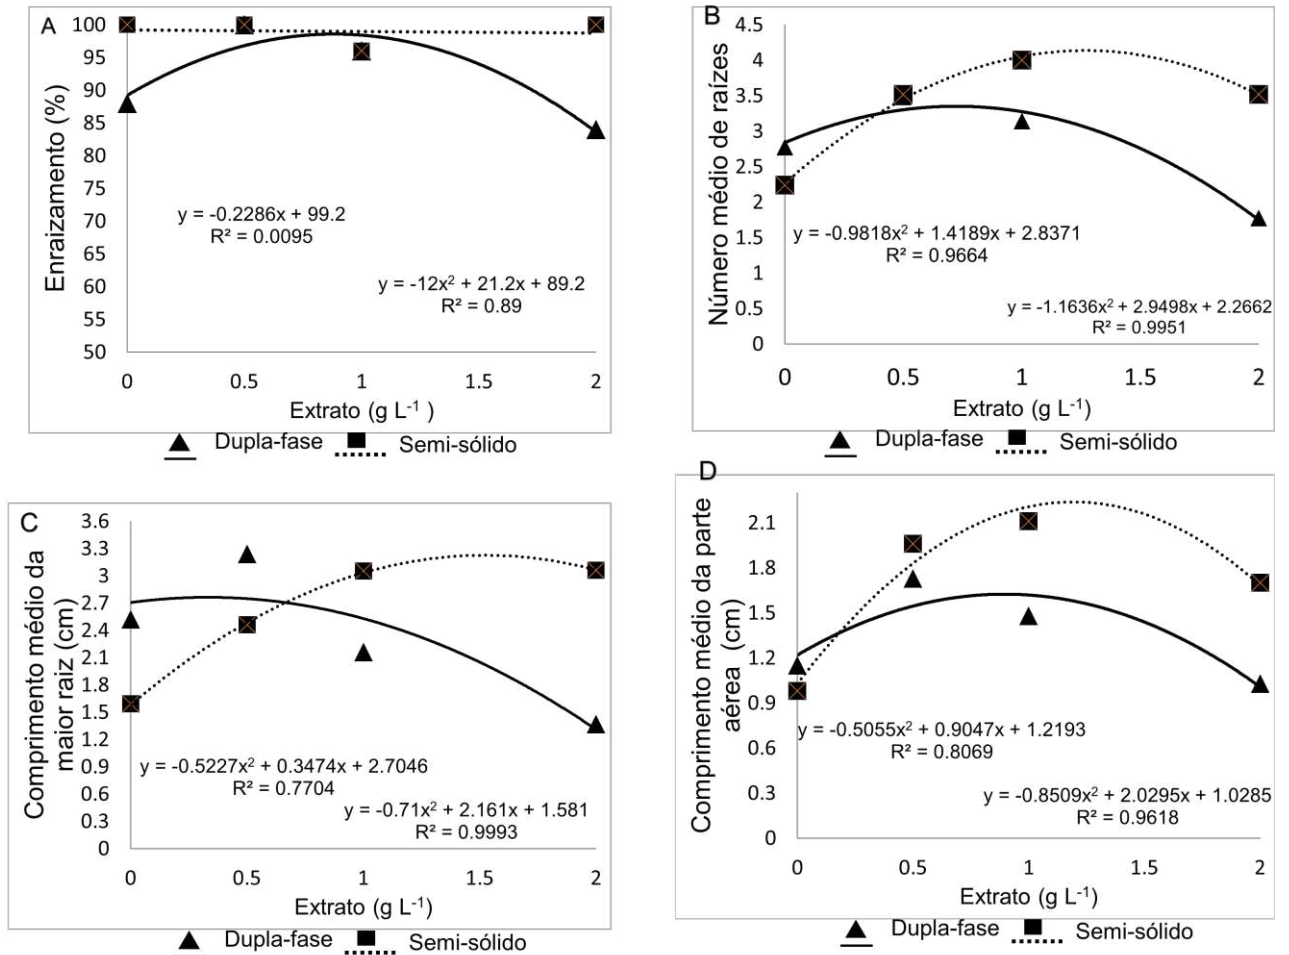 A
100
95
90
85
80
75
70
65
60
55
50
Enraizamento (%)
y = -0.2286x + 99.2
R² = 0.0095
y = -12x² + 21.2x + 89.2
R² = 0.89
0 0.5 1 1.5 2
Extrato (g L⁻¹ )
Dupla-fase Semi-sólido
B
4.5
4
3.5
3
2.5
2
1.5
1
0.5
0
Número médio de raízes
y = -0.9818x² + 1.4189x + 2.8371
R² = 0.9664
y = -1.1636x² + 2.9498x + 2.2662
R² = 0.9951
0 0.5 1 1.5 2
Extrato (g L⁻¹)
Dupla-fase Semi-sólido
C
3.6
3.3
3
2.7
2.4
2.1
1.8
1.5
1.2
0.9
0.6
0.3
0
Comprimento médio da
maior raiz (cm)
y = -0.5227x² + 0.3474x + 2.7046
R² = 0.7704
y = -0.71x² + 2.161x + 1.581
R² = 0.9993
0 0.5 1 1.5 2
Extrato (g L⁻¹)
Dupla-fase Semi-sólido
D
2.1
1.8
1.5
1.2
0.9
0.6
0.3
0
Comprimento médio da parte
aérea (cm)
y = -0.5055x² + 0.9047x + 1.2193
R² = 0.8069
y = -0.8509x² + 2.0295x + 1.0285
R² = 0.9618
0 0.5 1 1.5 2
Extrato (g L⁻¹)
Dupla-fase Semi-sólido